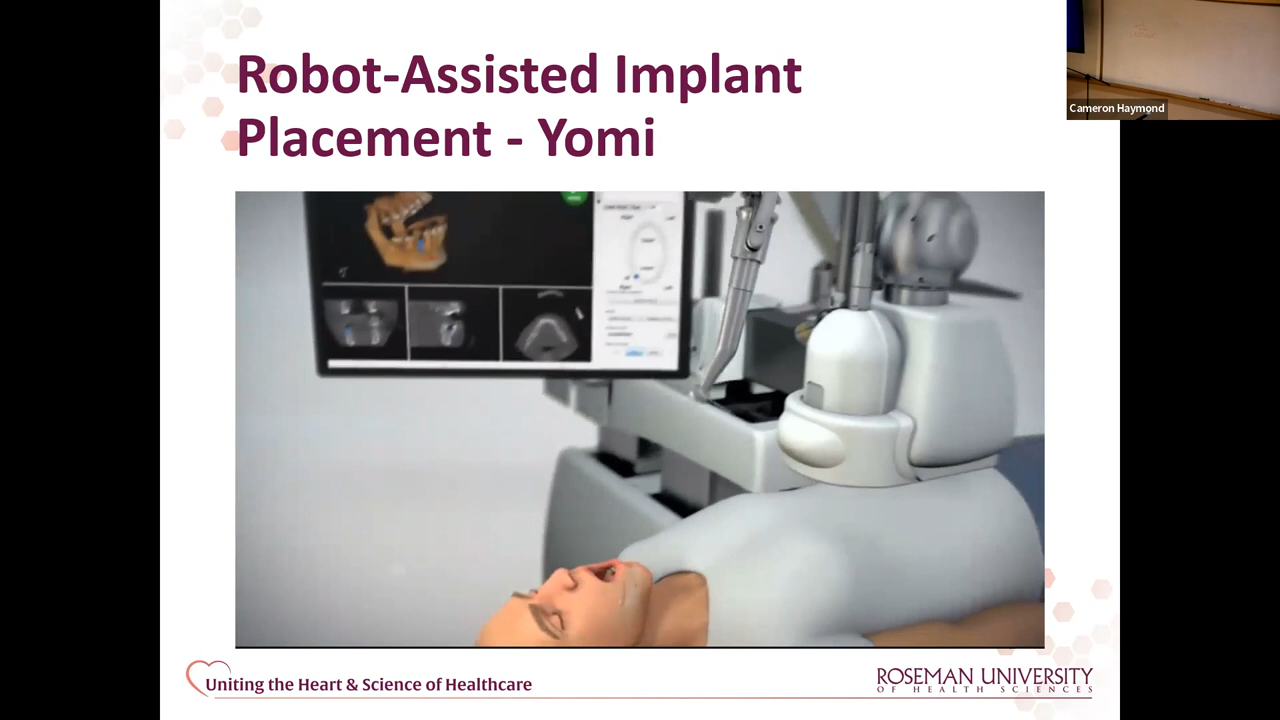 Robot-Assisted Implant
Placement - Yomi
Cameron Haymond
Uniting the Heart & Science of Healthcare
ROSEMAN UNIVERSITY
OF HEALTH SCIENCES